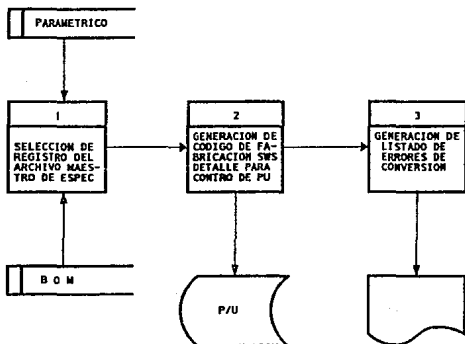 PARAMETRICO
1
SELECCION DE
REGISTRO DEL
ARCHIVO MAES-
TRO DE ESPEC
2
GENERACION DE
CODIGO DE FA-
BRICACION SWS
DETALLE PARA
CONTRO DE PU
3
GENERACION DE
LISTADO DE
ERRORES DE
CONVERSION
B O M
P/U